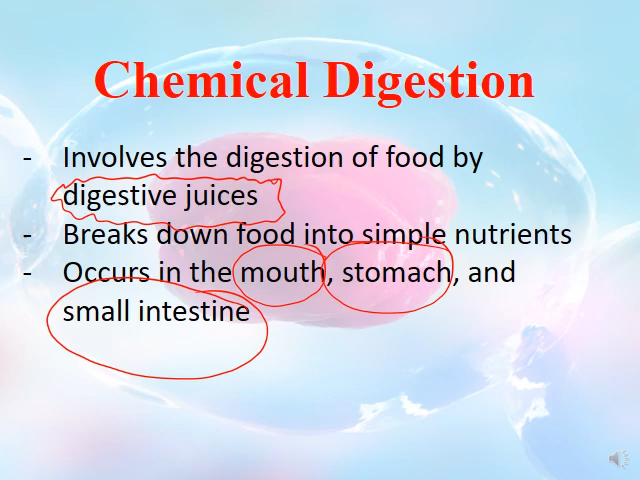 Chemical Digestion
- Involves the digestion of food by
digestive juices
- Breaks down food into simple nutrients
- Occurs in the mouth, stomach, and
small intestine